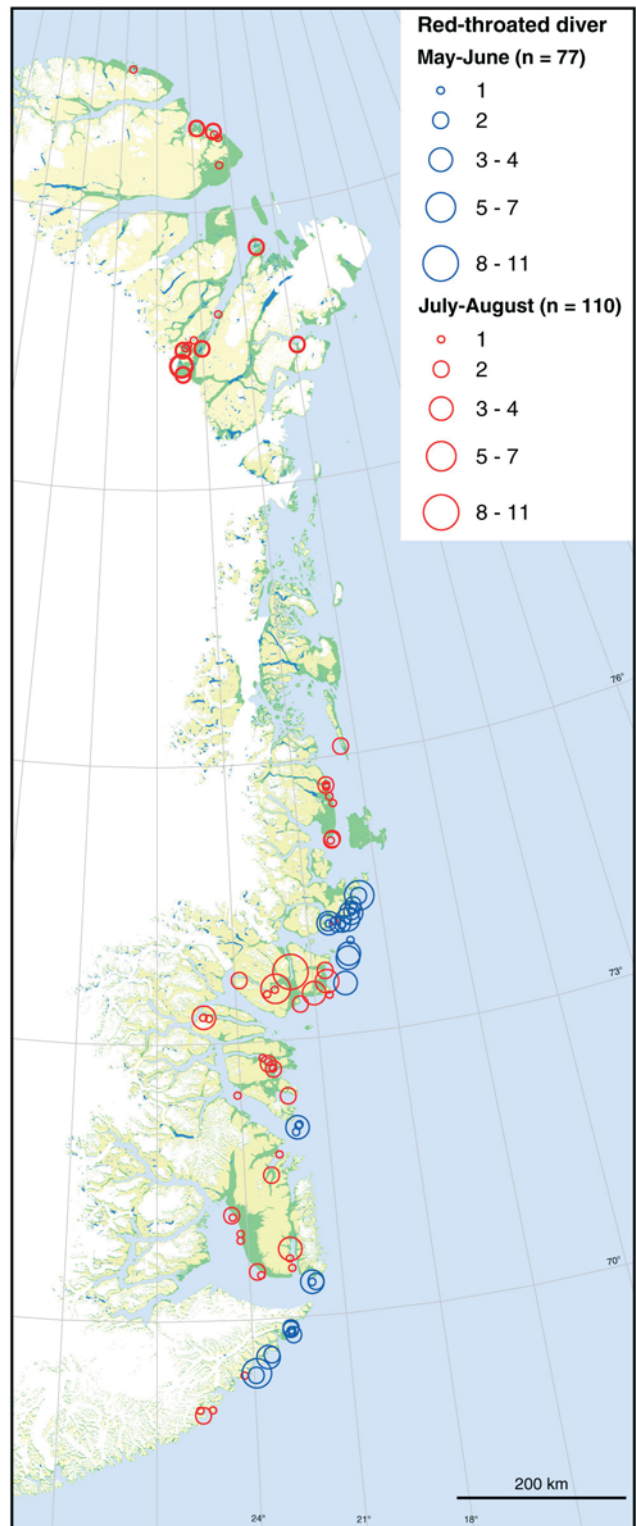 Red-throated diver
May-June (n = 77)
1
2
3 - 4
5 - 7
8 - 11
July-August (n = 110)
1
2
3 - 4
5 - 7
8 - 11
76°
73°
70°
200 km
24°
21°
18°